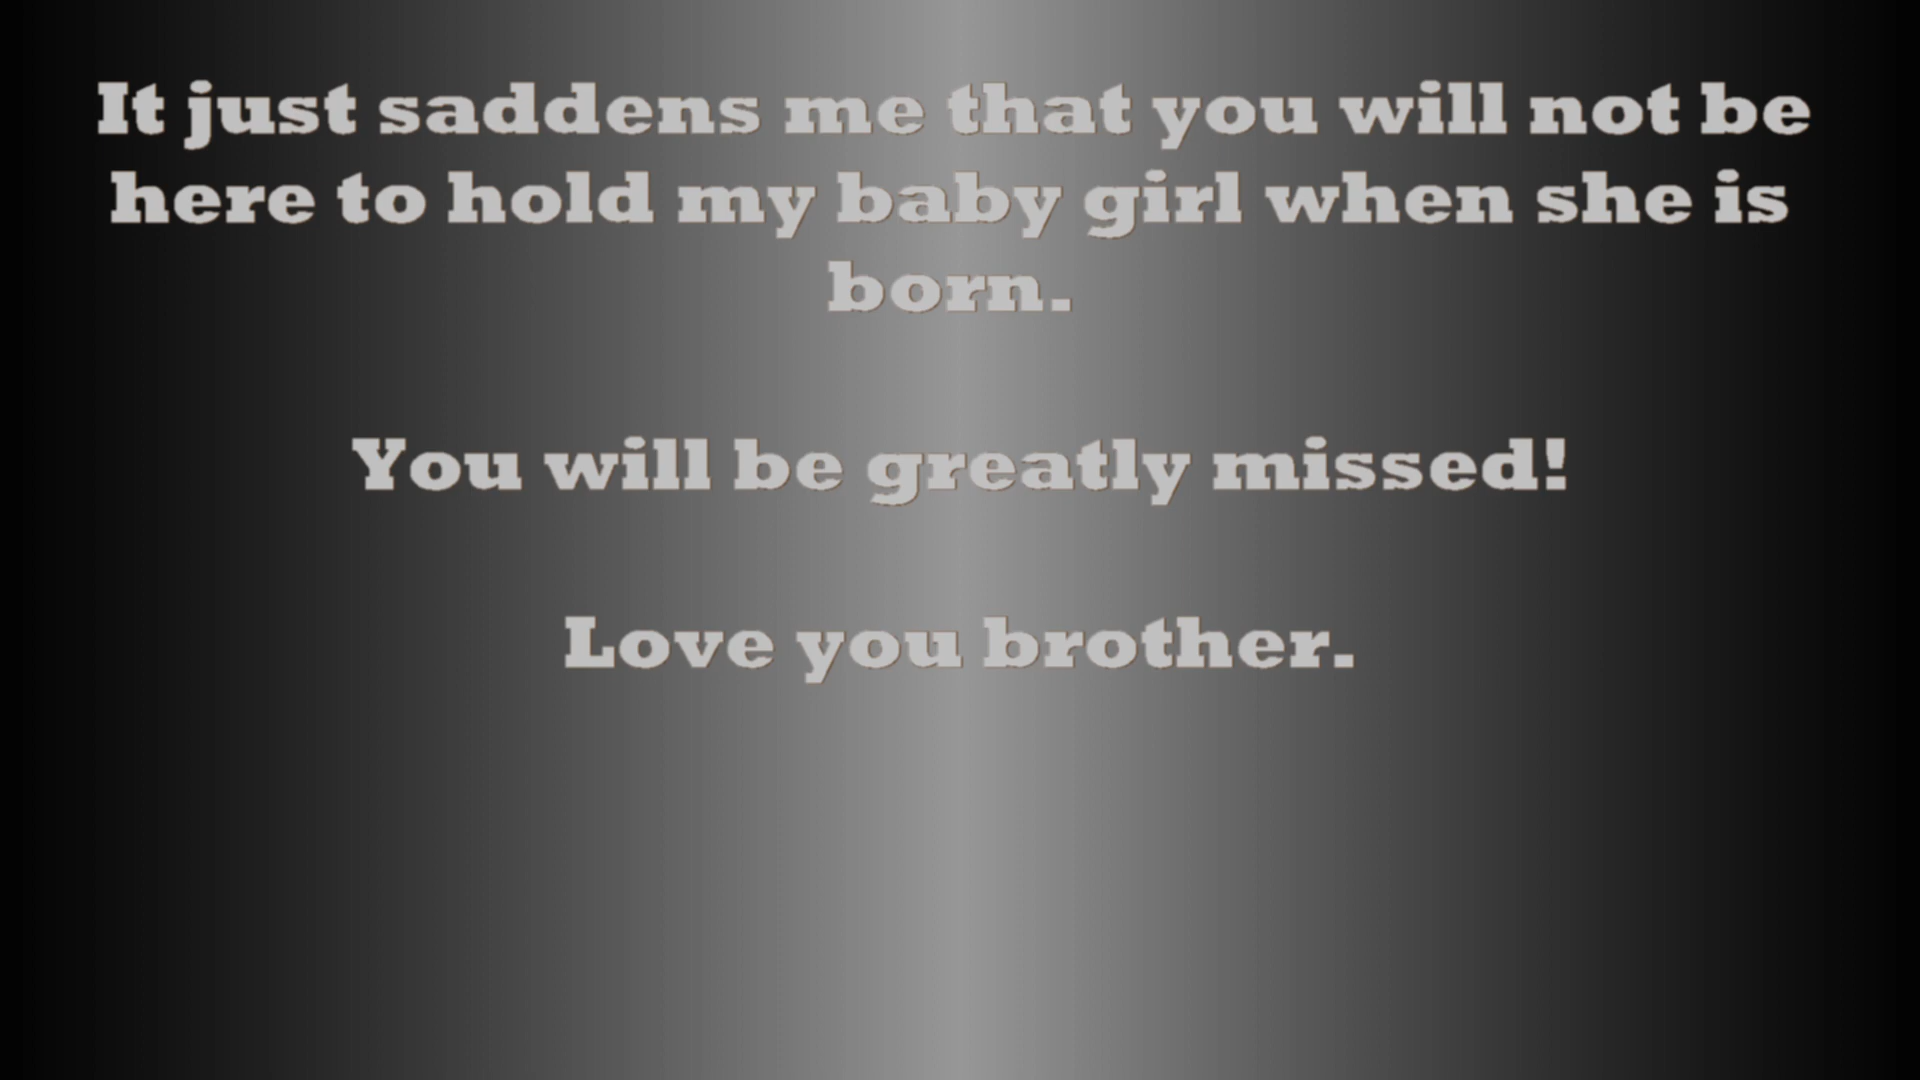 It just saddens me that you will not be
here to hold my baby girl when she is
born.
You will be greatly missed!
Love you brother.